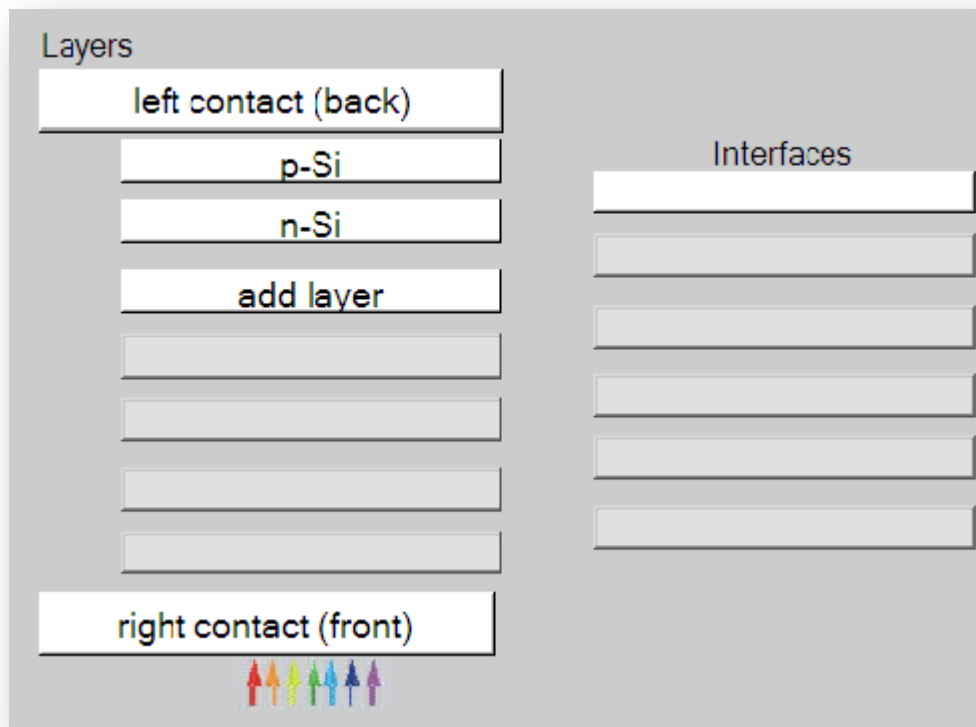 Layers
left contact (back)
Interfaces
p-Si
n-Si
add layer
right contact (front)